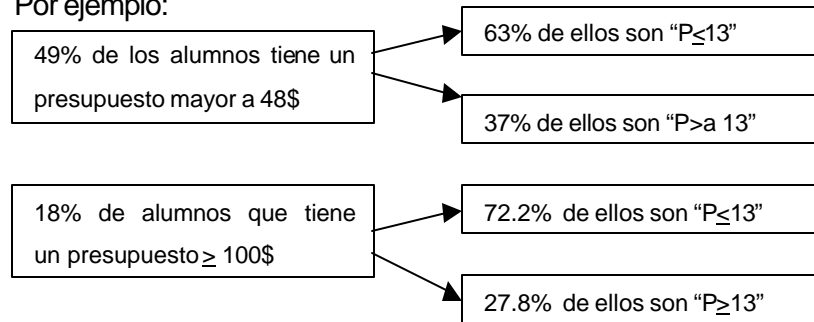 Por ejemplo:
49% de los alumnos tiene un
presupuesto mayor a 48$
63% de ellos son “P≤13”
37% de ellos son “P>a 13”
18% de alumnos que tiene
un presupuesto ≥ 100$
72.2% de ellos son “P≤13”
27.8% de ellos son “P≥13”